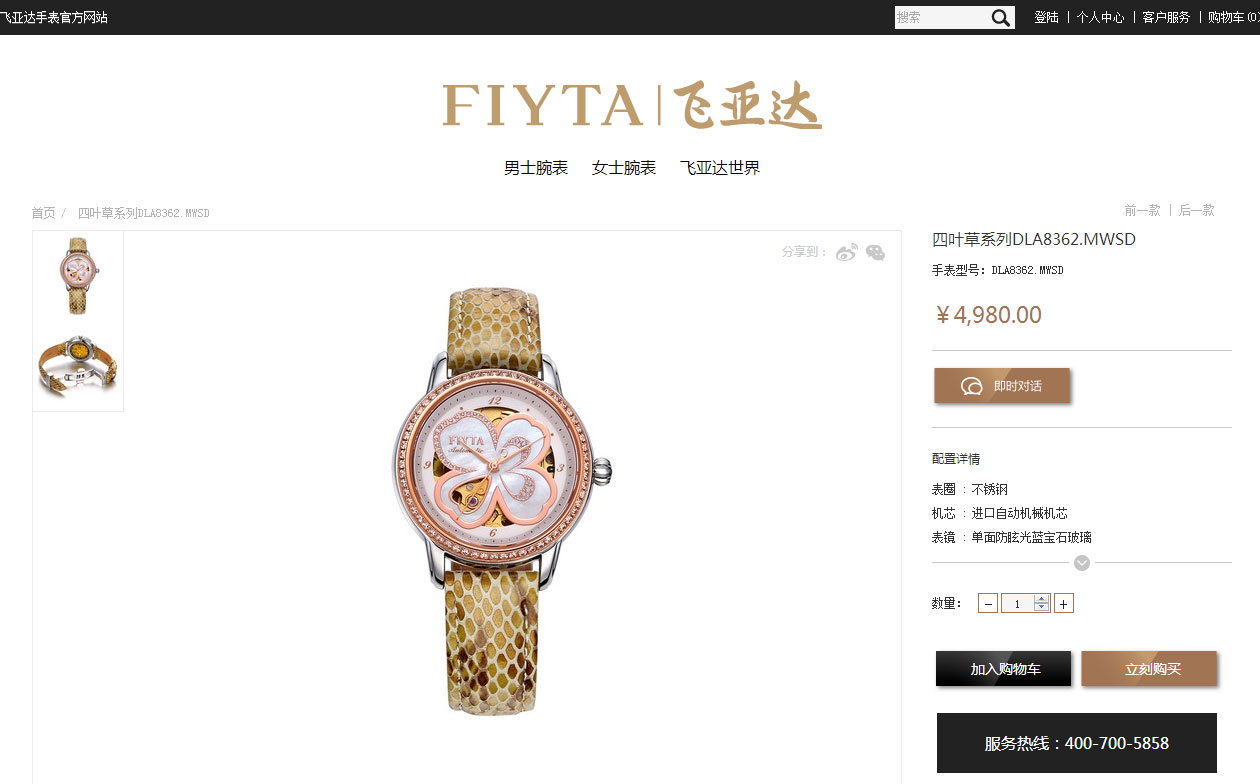 飞亚达手表官方网站
搜索
登陆 | 个人中心 | 客户服务 | 购物车 (0)
FIYTA | 飞亚达
男士腕表 女士腕表 飞亚达世界
首页 / 四叶草系列DLA8362.MWSD
前一款 | 后一款
分享到：
12
FIYTA
Automatic
9
3
6
四叶草系列DLA8362.MWSD
手表型号：DLA8362.MWSD
￥4,980.00
即时对话
配置详情
表圈 ：不锈钢
机芯 ：进口自动机械机芯
表镜 ：单面防眩光蓝宝石玻璃
数量： − 1 +
加入购物车 立刻购买
服务热线：400-700-5858